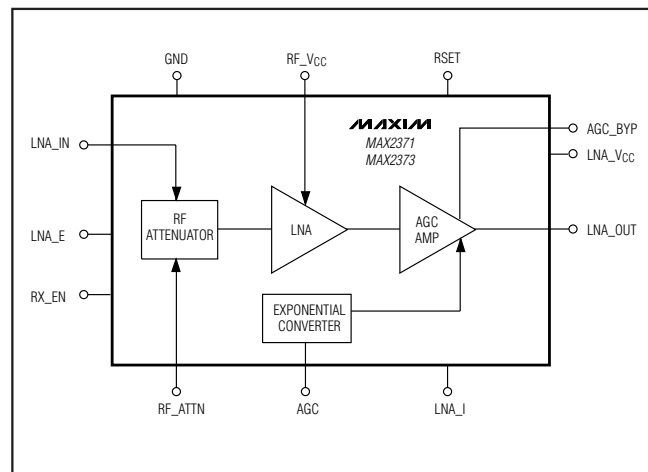 GND
RF_VCC
RSET
MAXIM
MAX2371
MAX2373
AGC_BYP
LNA_VCC
LNA_IN
RF
ATTENUATOR
LNA
AGC
AMP
LNA_OUT
LNA_E
RX_EN
EXPONENTIAL
CONVERTER
RF_ATTN
AGC
LNA_I